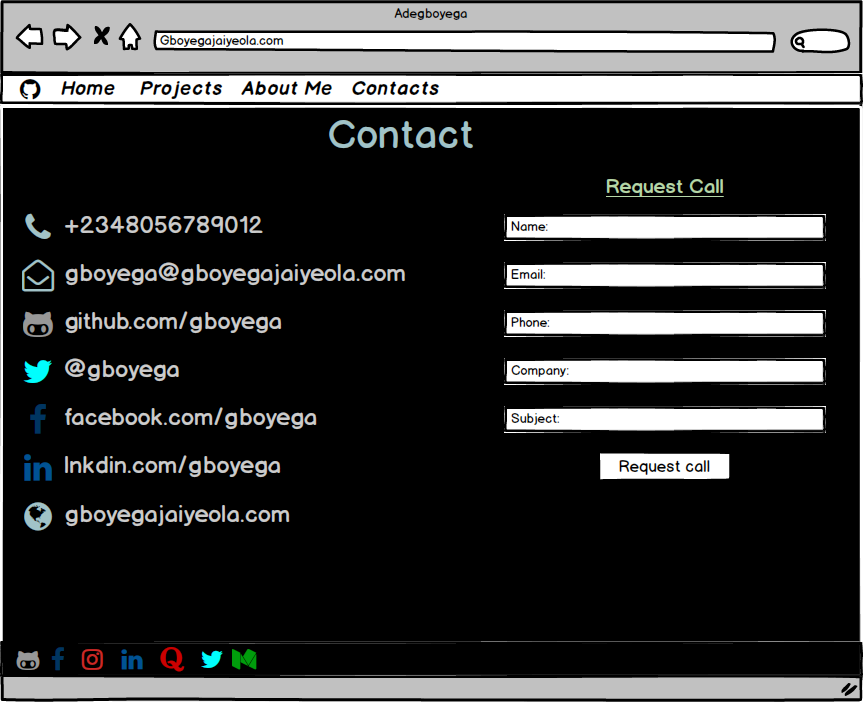 Adegboyega
Gboyegajaiyeola.com
Home Projects About Me Contacts
Contact
+2348056789012
gboyega@gboyegajaiyeola.com
github.com/gboyega
@gboyega
facebook.com/gboyega
lnkdin.com/gboyega
gboyegajaiyeola.com
Request Call
Name:
Email:
Phone:
Company:
Subject:
Request call